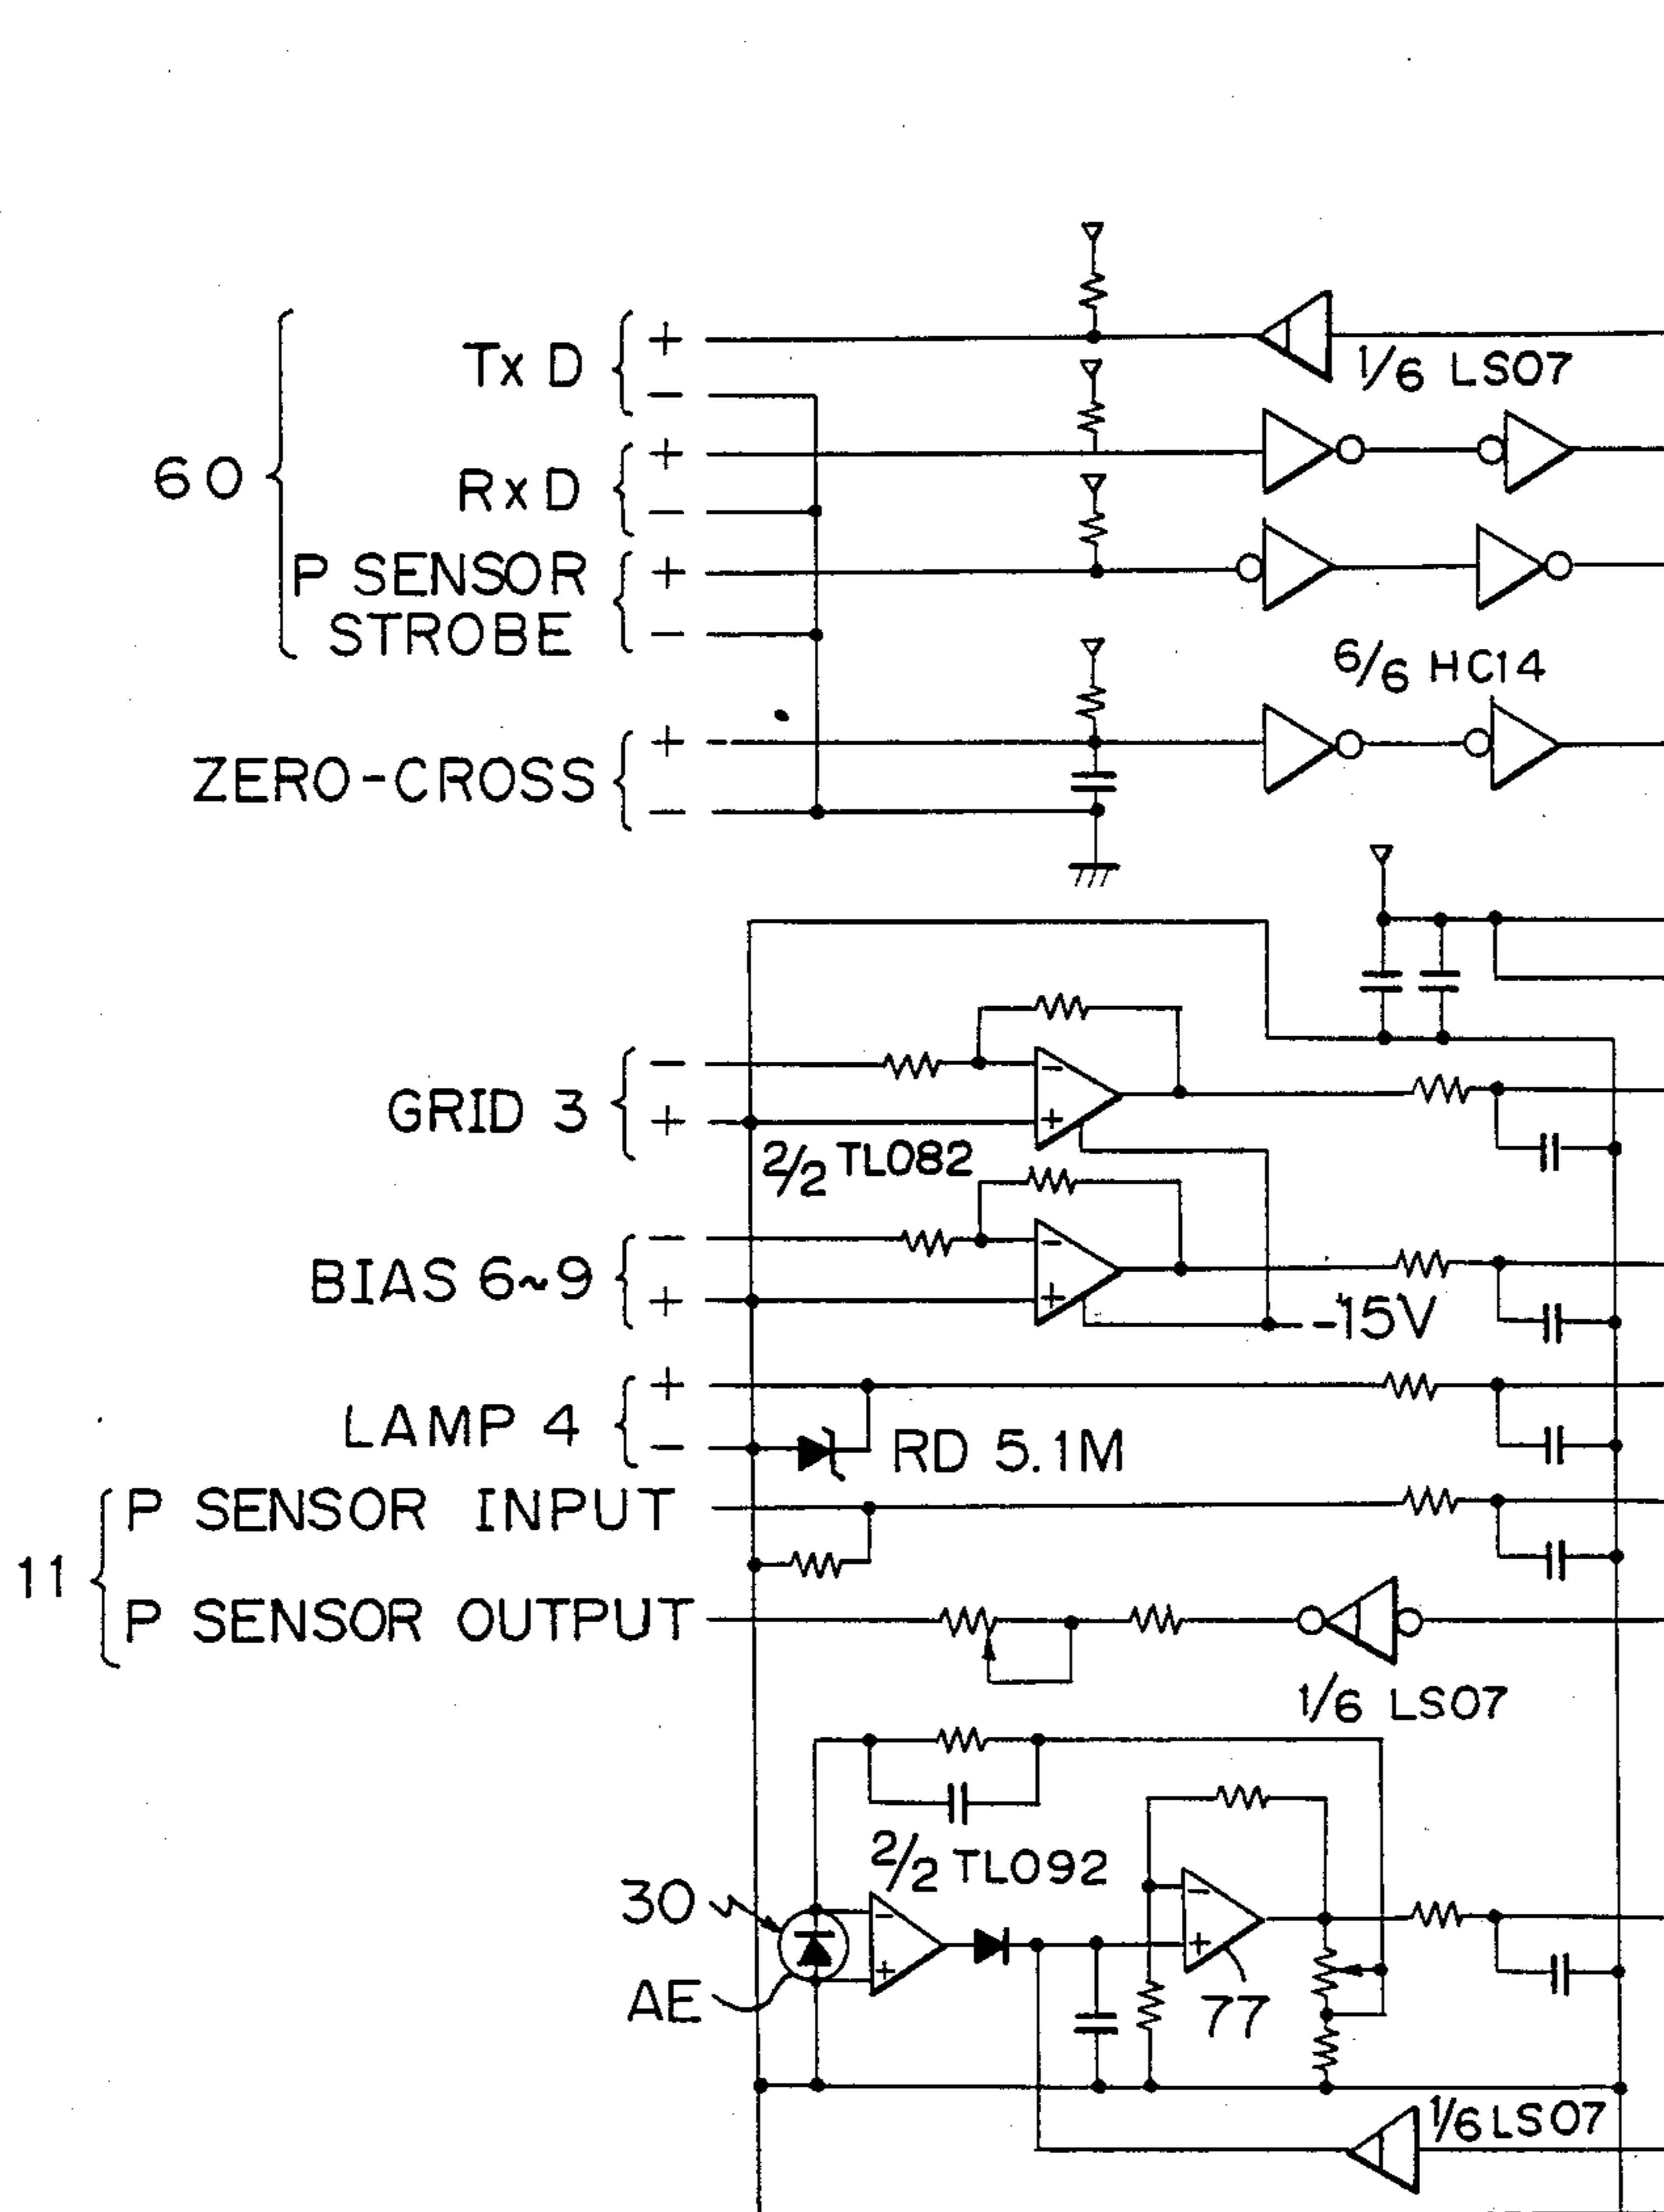 TxD { +
−
1/6 LS07
60 {
RxD { +
−
P SENSOR
STROBE { +
−
6/6 HC14
ZERO-CROSS { +
−
GRID 3 { −
+
−
+
2/2 TL082
BIAS 6~9 { −
+
−
+
-15V
LAMP 4 { +
−
RD 5.1M
11 {
P SENSOR INPUT
P SENSOR OUTPUT
1/6 LS07
2/2 TL092
30
−
+
−
+
AE
77
1/6 LS07